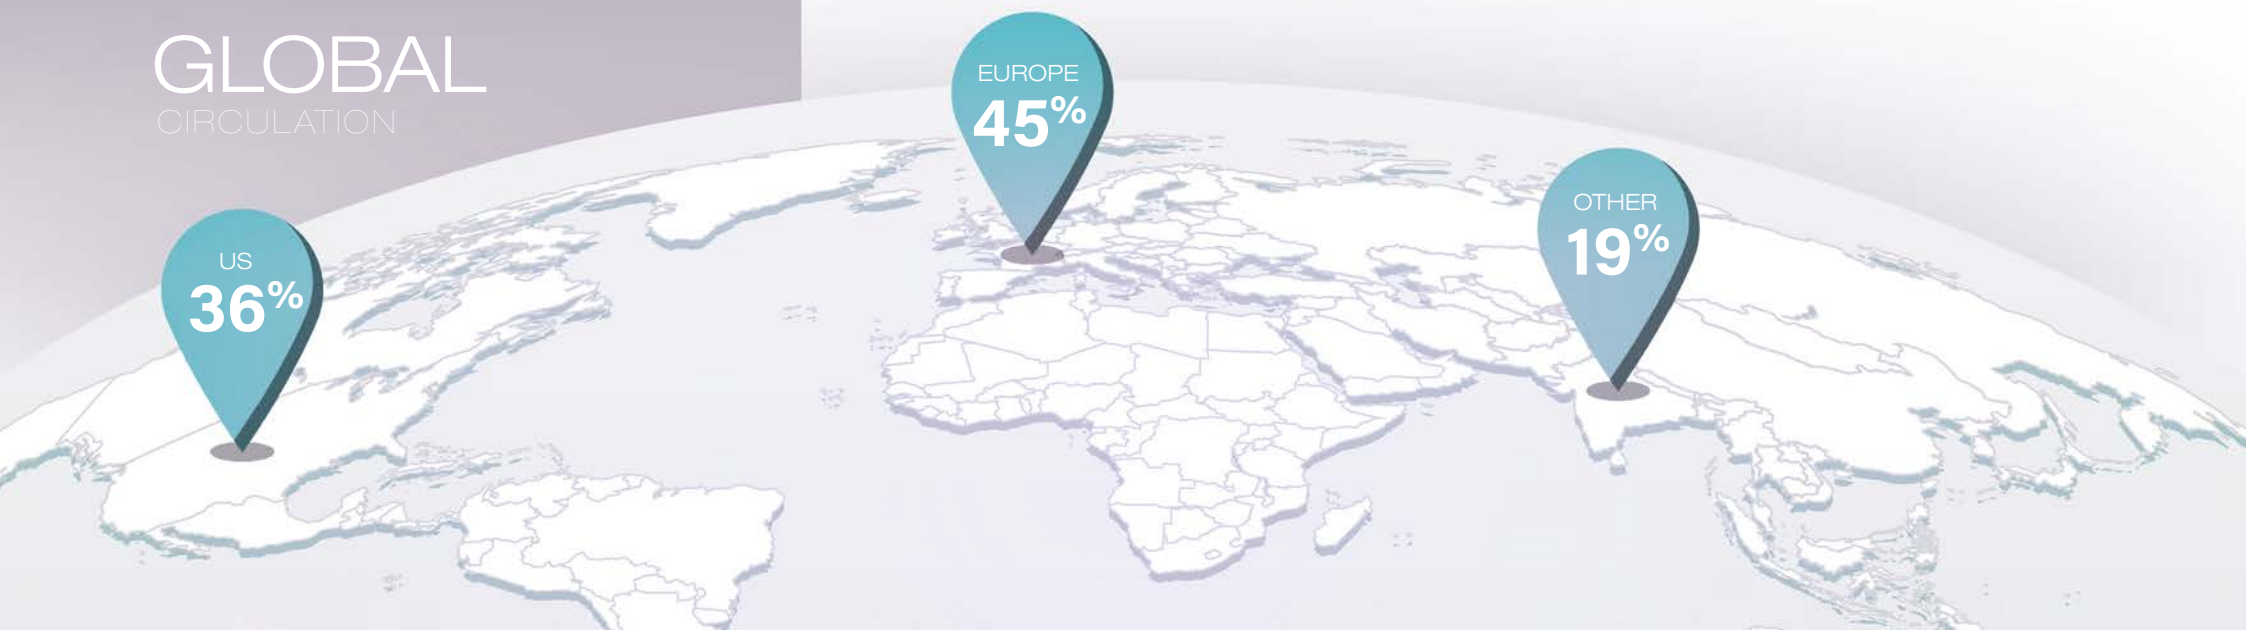 GLOBAL
CIRCULATION
EUROPE
45%
OTHER
19%
US
36%